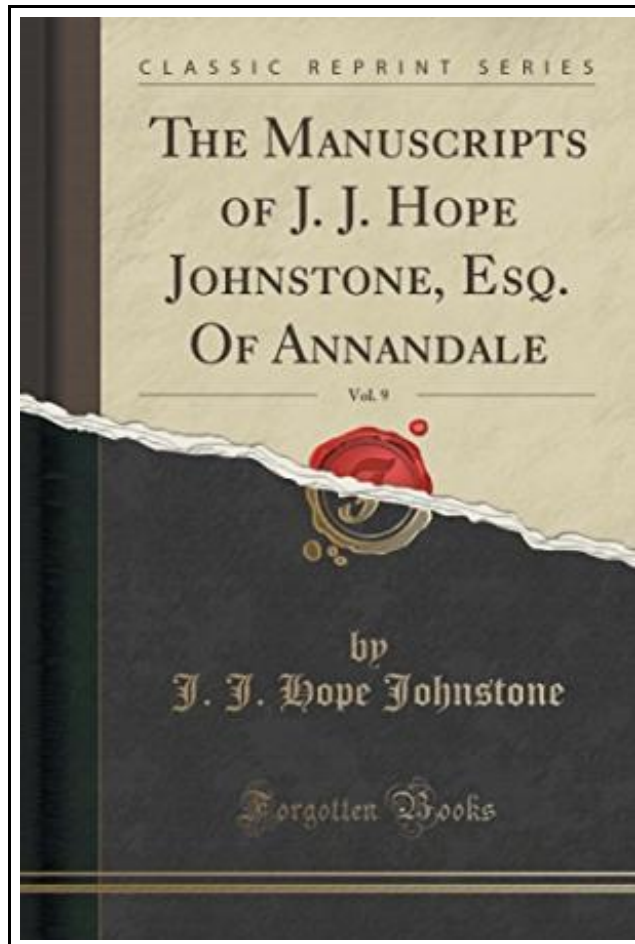 CLASSIC REPRINT SERIES
THE MANUSCRIPTS
OF J. J. HOPE
JOHNSTONE, ESQ.
OF ANNANDALE
Vol. 9
by
J. J. Hope Johnstone
Forgotten Books